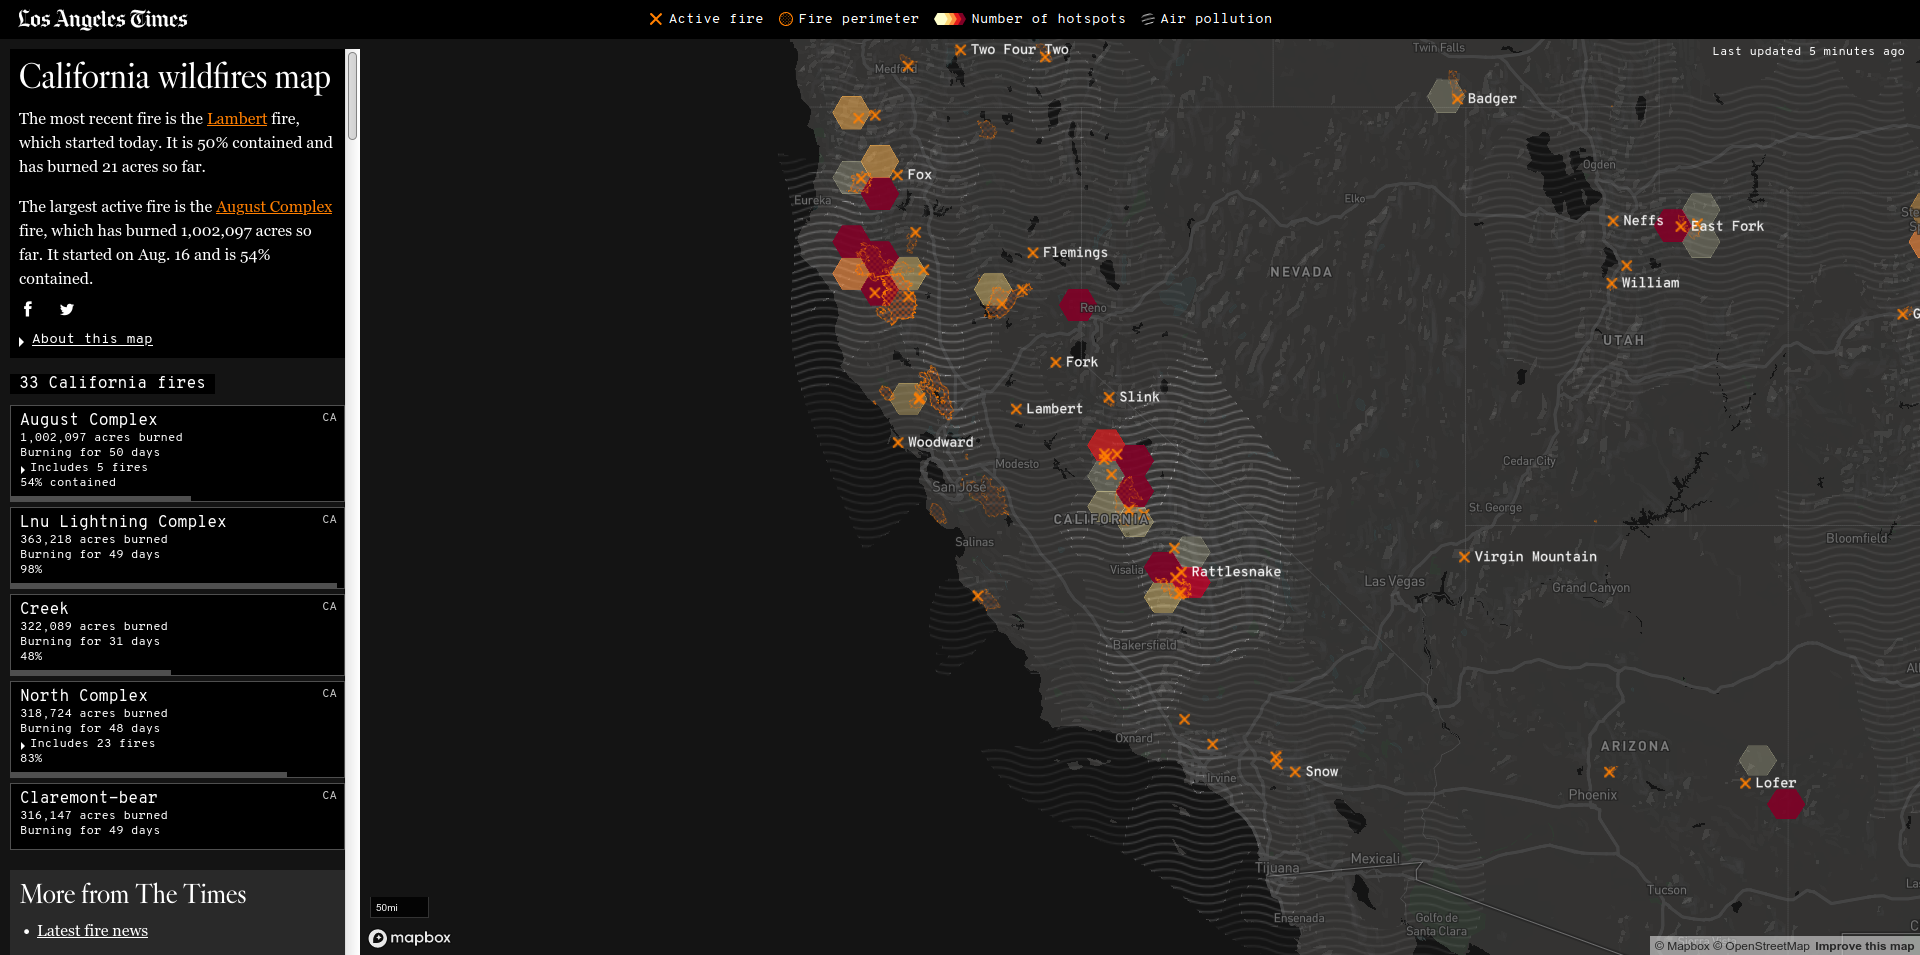 Los Angeles Times
Active fire
Fire perimeter
Number of hotspots
Air pollution
Last updated 5 minutes ago
California wildfires map
The most recent fire is the Lambert fire,
which started today. It is 50% contained and
has burned 21 acres so far.
The largest active fire is the August Complex
fire, which has burned 1,002,097 acres so
far. It started on Aug. 16 and is 54%
contained.
About this map
33 California fires
August Complex
CA
1,002,097 acres burned
Burning for 50 days
Includes 5 fires
54% contained
Lnu Lightning Complex
CA
363,218 acres burned
Burning for 49 days
98%
Creek
CA
322,089 acres burned
Burning for 31 days
48%
North Complex
CA
318,724 acres burned
Burning for 48 days
Includes 23 fires
83%
Claremont-bear
CA
316,147 acres burned
Burning for 49 days
More from The Times
• Latest fire news
Two Four Two
Twin Falls
Medford
Badger
Ogden
Fox
Eureka
Elko
Neffs
East Fork
Flemings
NEVADA
William
Reno
UTAH
Fork
Slink
Lambert
Woodward
Modesto
Cedar City
San José
St. George
CALIFORNIA
Salinas
Bloomfield
Virgin Mountain
Visalia
Rattlesnake
Las Vegas
Grand Canyon
Bakersfield
Oxnard
ARIZONA
Snow
Irvine
Lofer
Phoenix
Mexicali
Tijuana
Tucson
Ensenada
Golfo de
Santa Clara
50mi
mapbox
© Mapbox © OpenStreetMap Improve this map